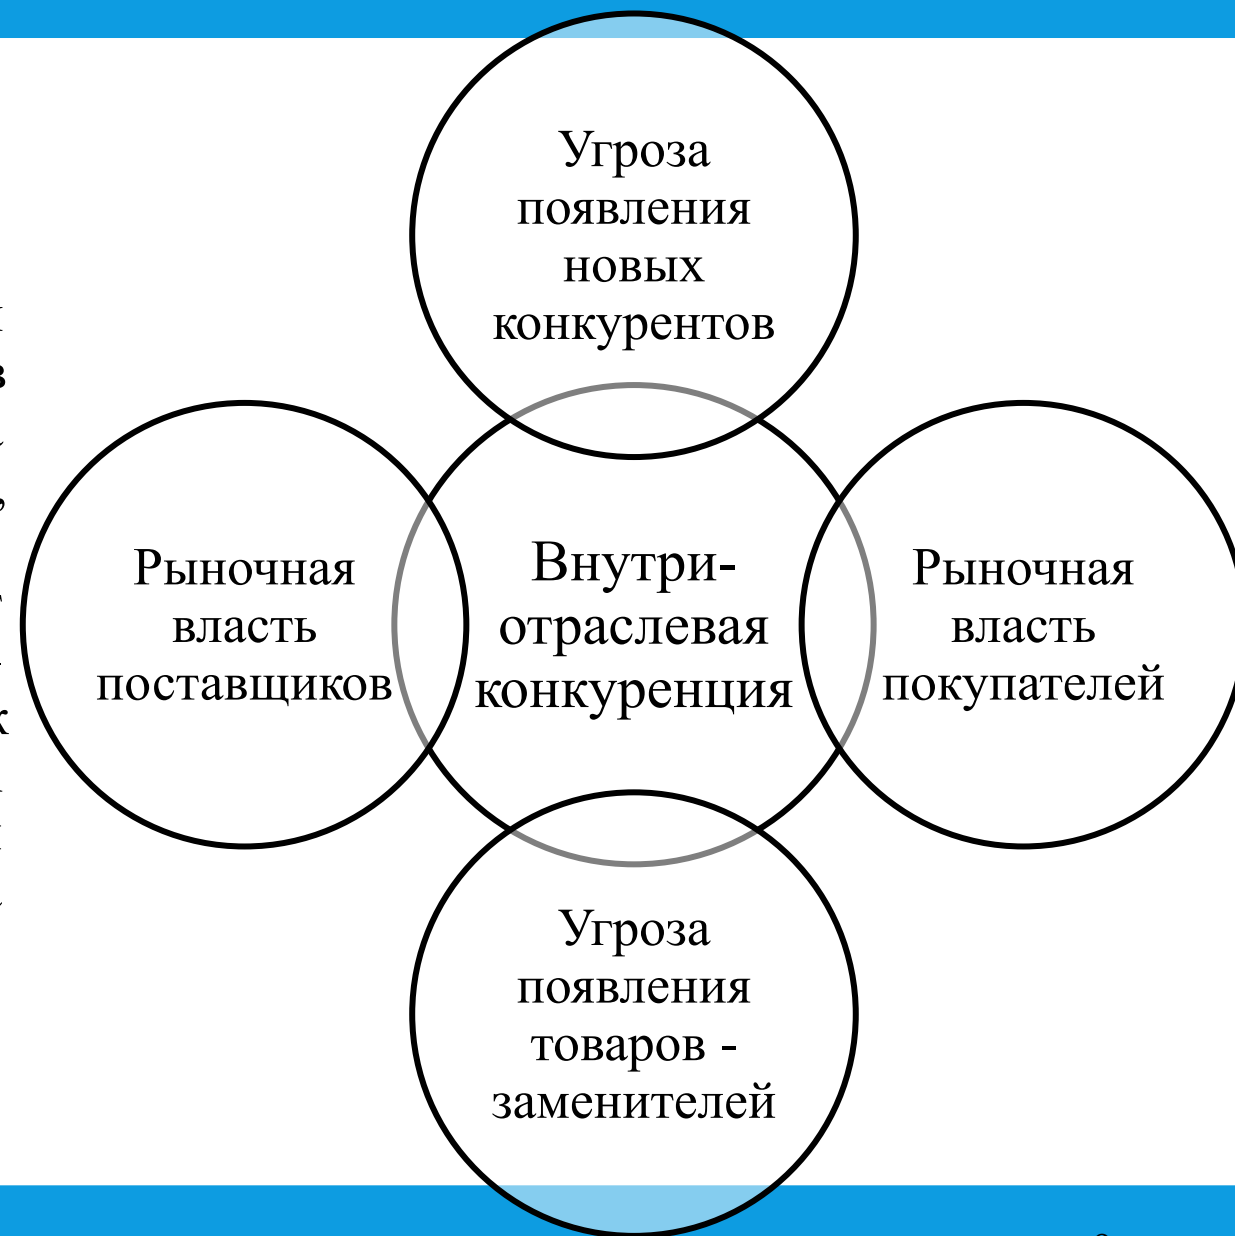 Угроза
появления
новых
конкурентов
Рыночная
власть
поставщиков
Внутри-
отраслевая
конкуренция
Рыночная
власть
покупателей
Угроза
появления
товаров -
заменителей